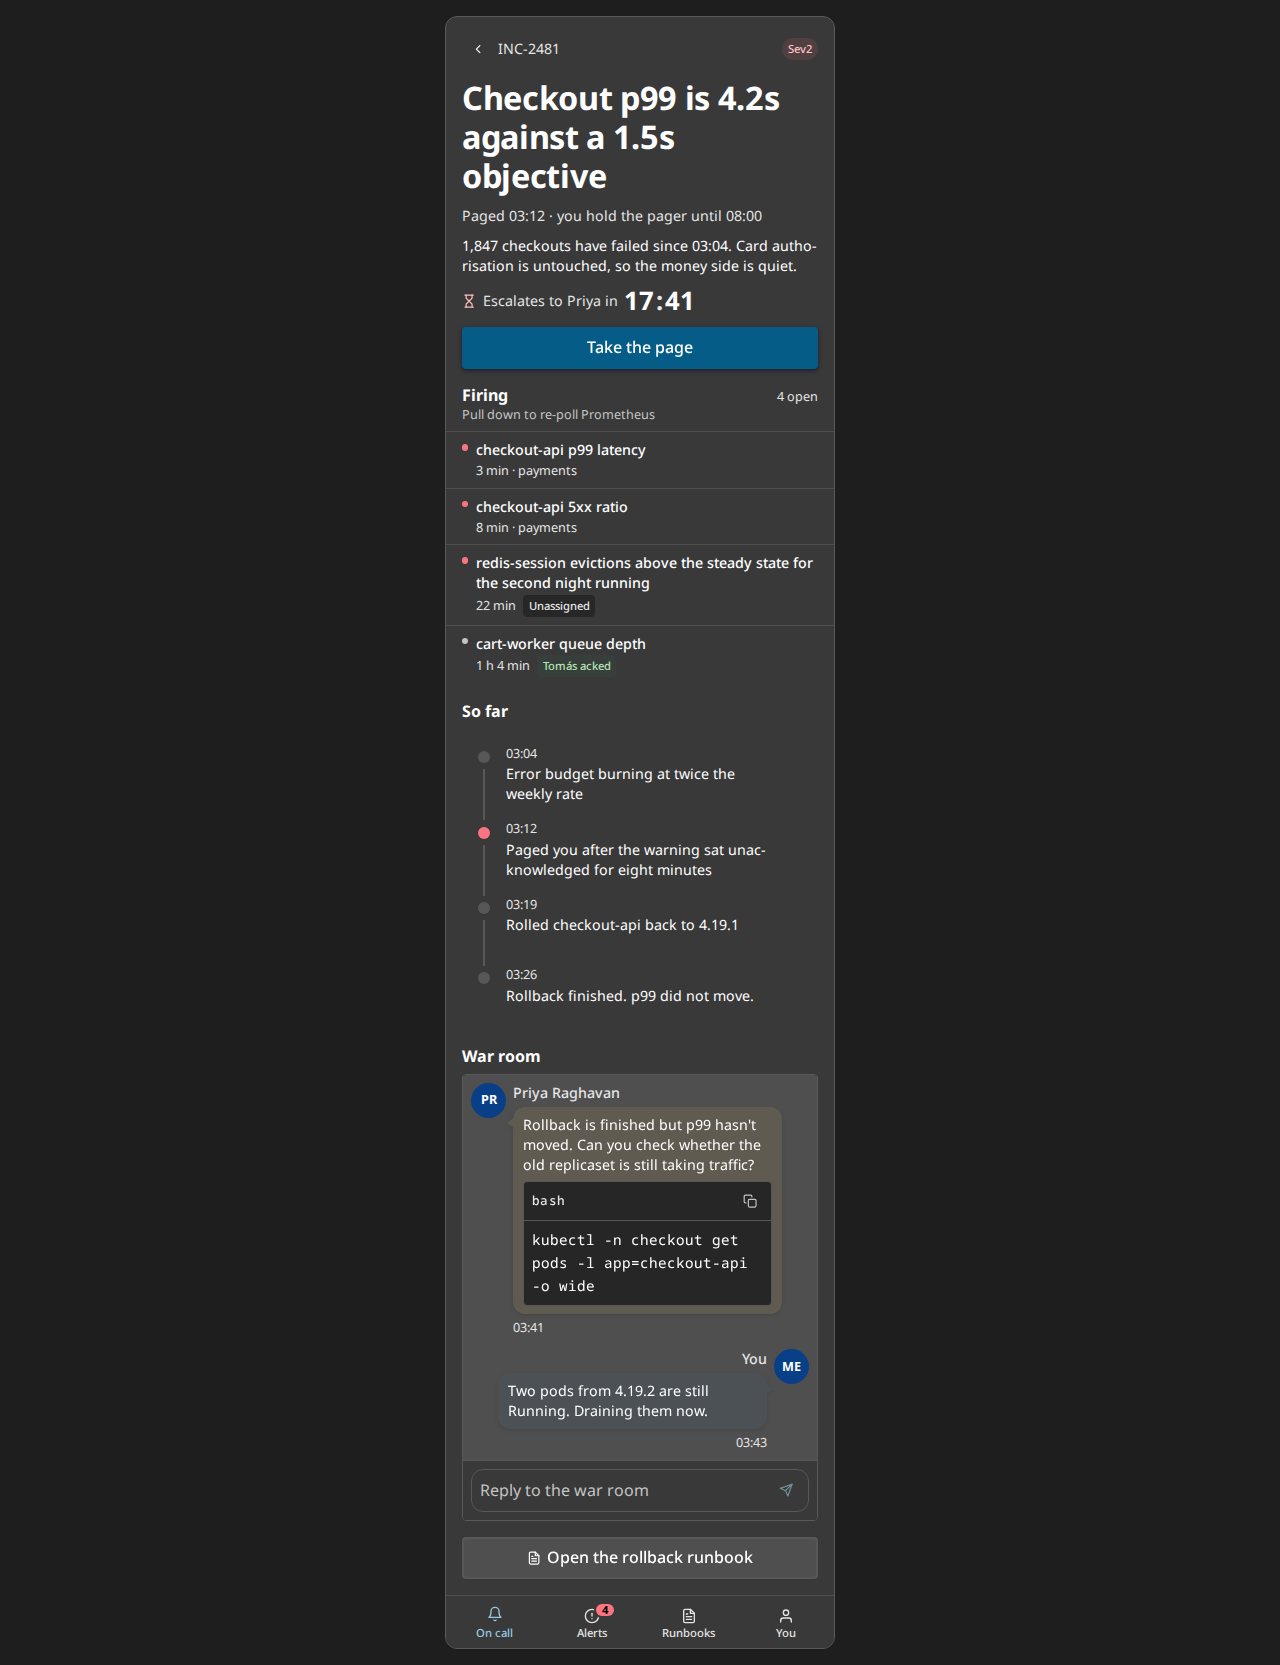 INC-2481
Sev2
Checkout p99 is 4.2s
against a 1.5s
objective
Paged 03:12 · you hold the pager until 08:00
1,847 checkouts have failed since 03:04. Card autho-
risation is untouched, so the money side is quiet.
Escalates to Priya in 17:41
Take the page
Firing
4 open
Pull down to re-poll Prometheus
checkout-api p99 latency
3 min · payments
checkout-api 5xx ratio
8 min · payments
redis-session evictions above the steady state for
the second night running
22 min Unassigned
cart-worker queue depth
1 h 4 min Tomás acked
So far
03:04
Error budget burning at twice the
weekly rate
03:12
Paged you after the warning sat unac-
knowledged for eight minutes
03:19
Rolled checkout-api back to 4.19.1
03:26
Rollback finished. p99 did not move.
War room
PR
Priya Raghavan
Rollback is finished but p99 hasn't
moved. Can you check whether the
old replicaset is still taking traffic?
bash
kubectl -n checkout get
pods -l app=checkout-api
-o wide
03:41
You
ME
Two pods from 4.19.2 are still
Running. Draining them now.
03:43
Reply to the war room
Open the rollback runbook
On call
4
Alerts
Runbooks
You